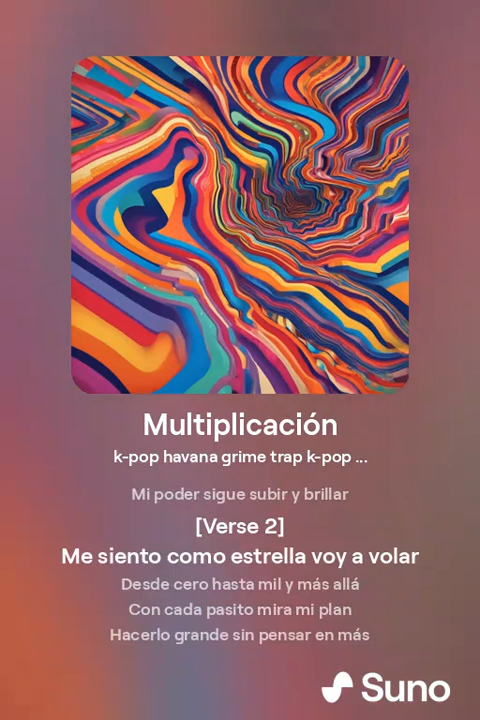 Multiplicación
k-pop havana grime trap k-pop ...
Mi poder sigue subir y brillar
[Verse 2]
Me siento como estrella voy a volar
Desde cero hasta mil y más allá
Con cada pasito mira mi plan
Hacerlo grande sin pensar en más
Suno